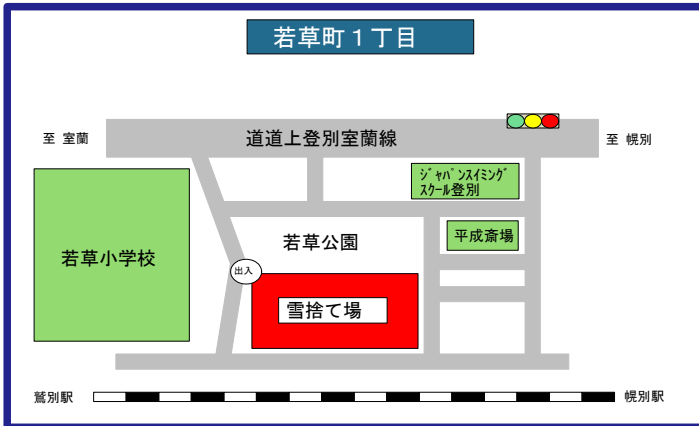 若草町１丁目
至 室蘭
道道上登別室蘭線
至 幌別
ｼﾞｬﾊﾟﾝスイミング
スクール登別
若草公園
平成斎場
若草小学校
出入
雪捨て場
鷲別駅
幌別駅